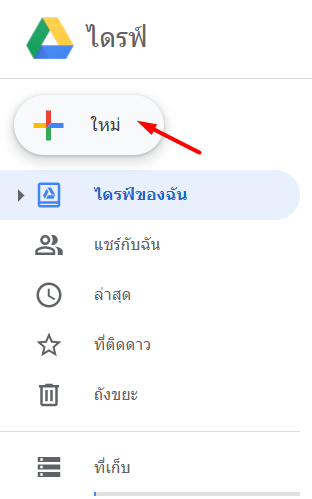 ไดรฟ์
ใหม่
ไดรฟ์ของฉัน
แชร์กับฉัน
ล่าสุด
ที่ติดดาว
ถังขยะ
ที่เก็บ